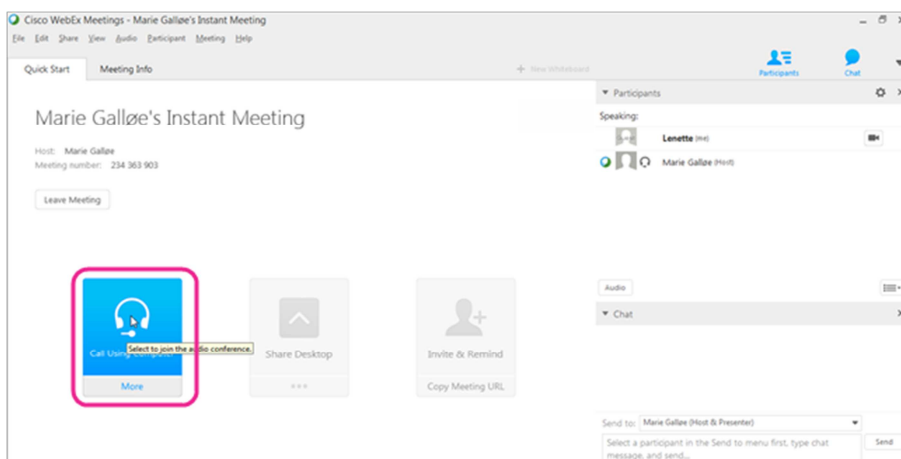 Cisco WebEx Meetings - Marie Galløe's Instant Meeting
File Edit Share View Audio Participant Meeting Help
Quick Start Meeting Info + New Whiteboard Participants Chat
Participants
Marie Galløe's Instant Meeting
Speaking:
Lenette (me)
Host: Marie Galløe
Meeting number: 234 363 903
Marie Galløe (Host)
Leave Meeting
Audio
Chat
Select to join the audio conference.
Call Using Computer Share Desktop Invite & Remind
More Copy Meeting URL
Send to: Marie Galløe (Host & Presenter)
Select a participant in the Send to menu first, type chat
message, and send...
Send